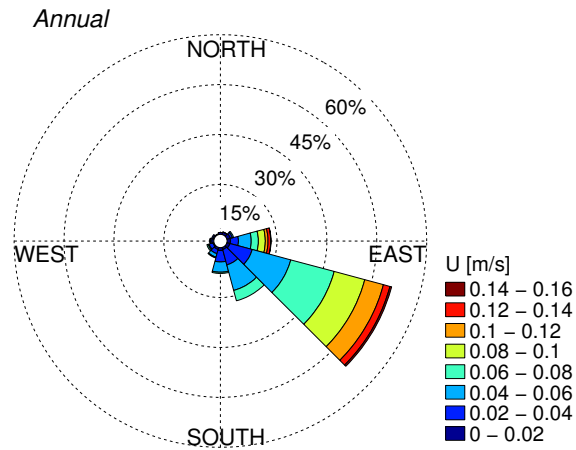 Annual
NORTH
60%
45%
30%
15%
WEST
EAST
SOUTH
U [m/s]
0.14 – 0.16
0.12 – 0.14
0.1 – 0.12
0.08 – 0.1
0.06 – 0.08
0.04 – 0.06
0.02 – 0.04
0 – 0.02